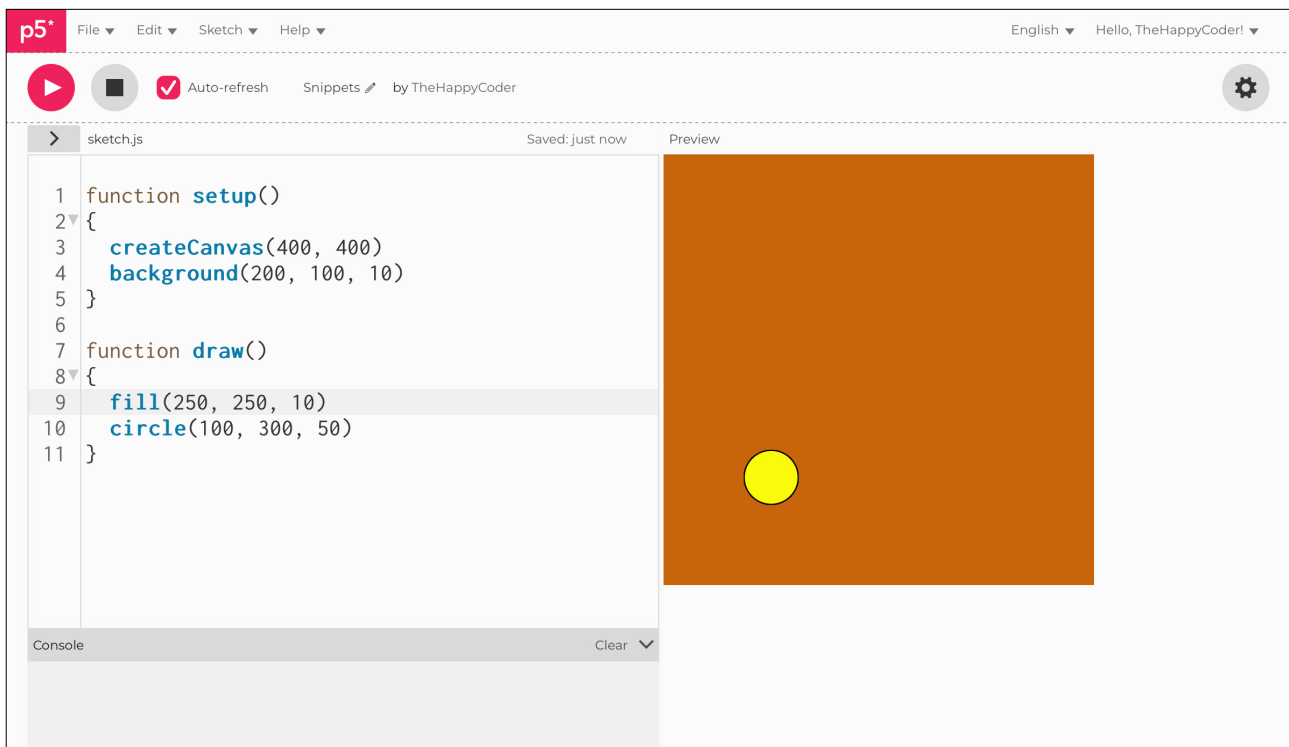 p5* File Edit Sketch Help English Hello, TheHappyCoder!
Auto-refresh Snippets by TheHappyCoder
sketch.js Saved: just now Preview
1 function setup()
2 {
3   createCanvas(400, 400)
4   background(200, 100, 10)
5 }
6
7 function draw()
8 {
9   fill(250, 250, 10)
10   circle(100, 300, 50)
11 }
Console Clear